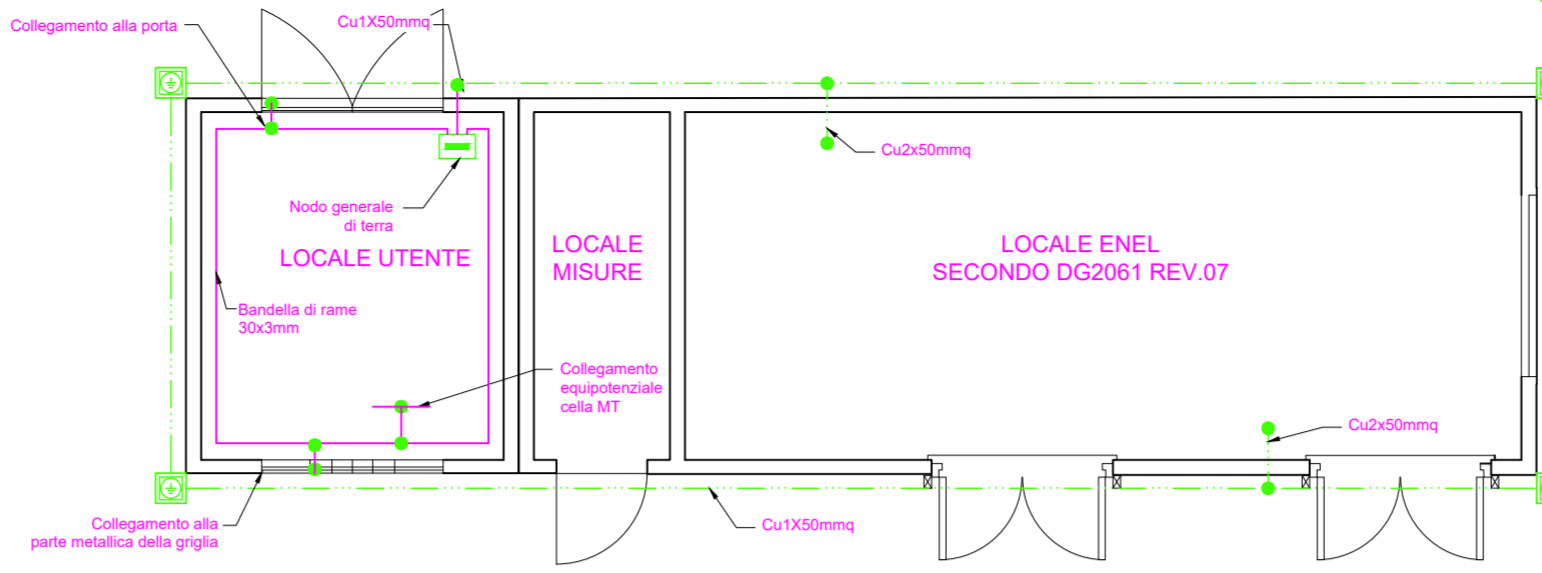 Collegamento alla porta
Cu1X50mmq
Cu2x50mmq
Nodo generale
di terra
LOCALE UTENTE
LOCALE
MISURE
LOCALE ENEL
SECONDO DG2061 REV.07
Bandella di rame
30x3mm
Collegamento
equipotenziale
cella MT
Cu2x50mmq
Collegamento alla
parte metallica della griglia
Cu1X50mmq